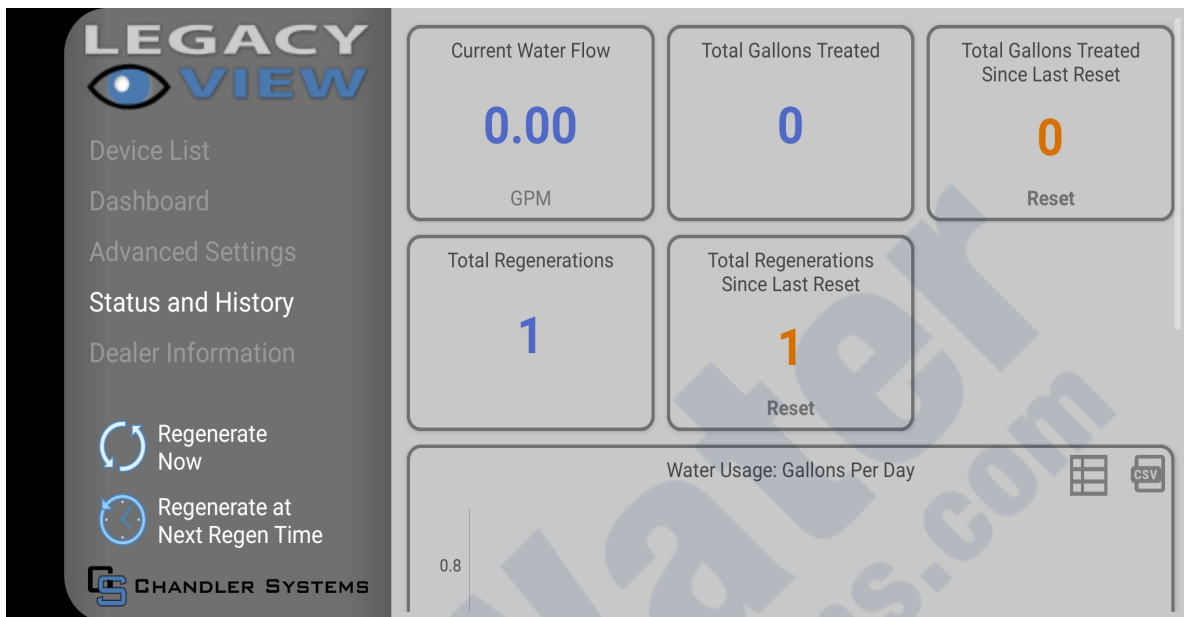 LEGACY
VIEW
Device List
Dashboard
Advanced Settings
Status and History
Dealer Information
Regenerate
Now
Regenerate at
Next Regen Time
CS CHANDLER SYSTEMS
Current Water Flow
0.00
GPM
Total Gallons Treated
0
Total Gallons Treated
Since Last Reset
0
Reset
Total Regenerations
1
Total Regenerations
Since Last Reset
1
Reset
Water Usage: Gallons Per Day
CSV
0.8
Water
s.com